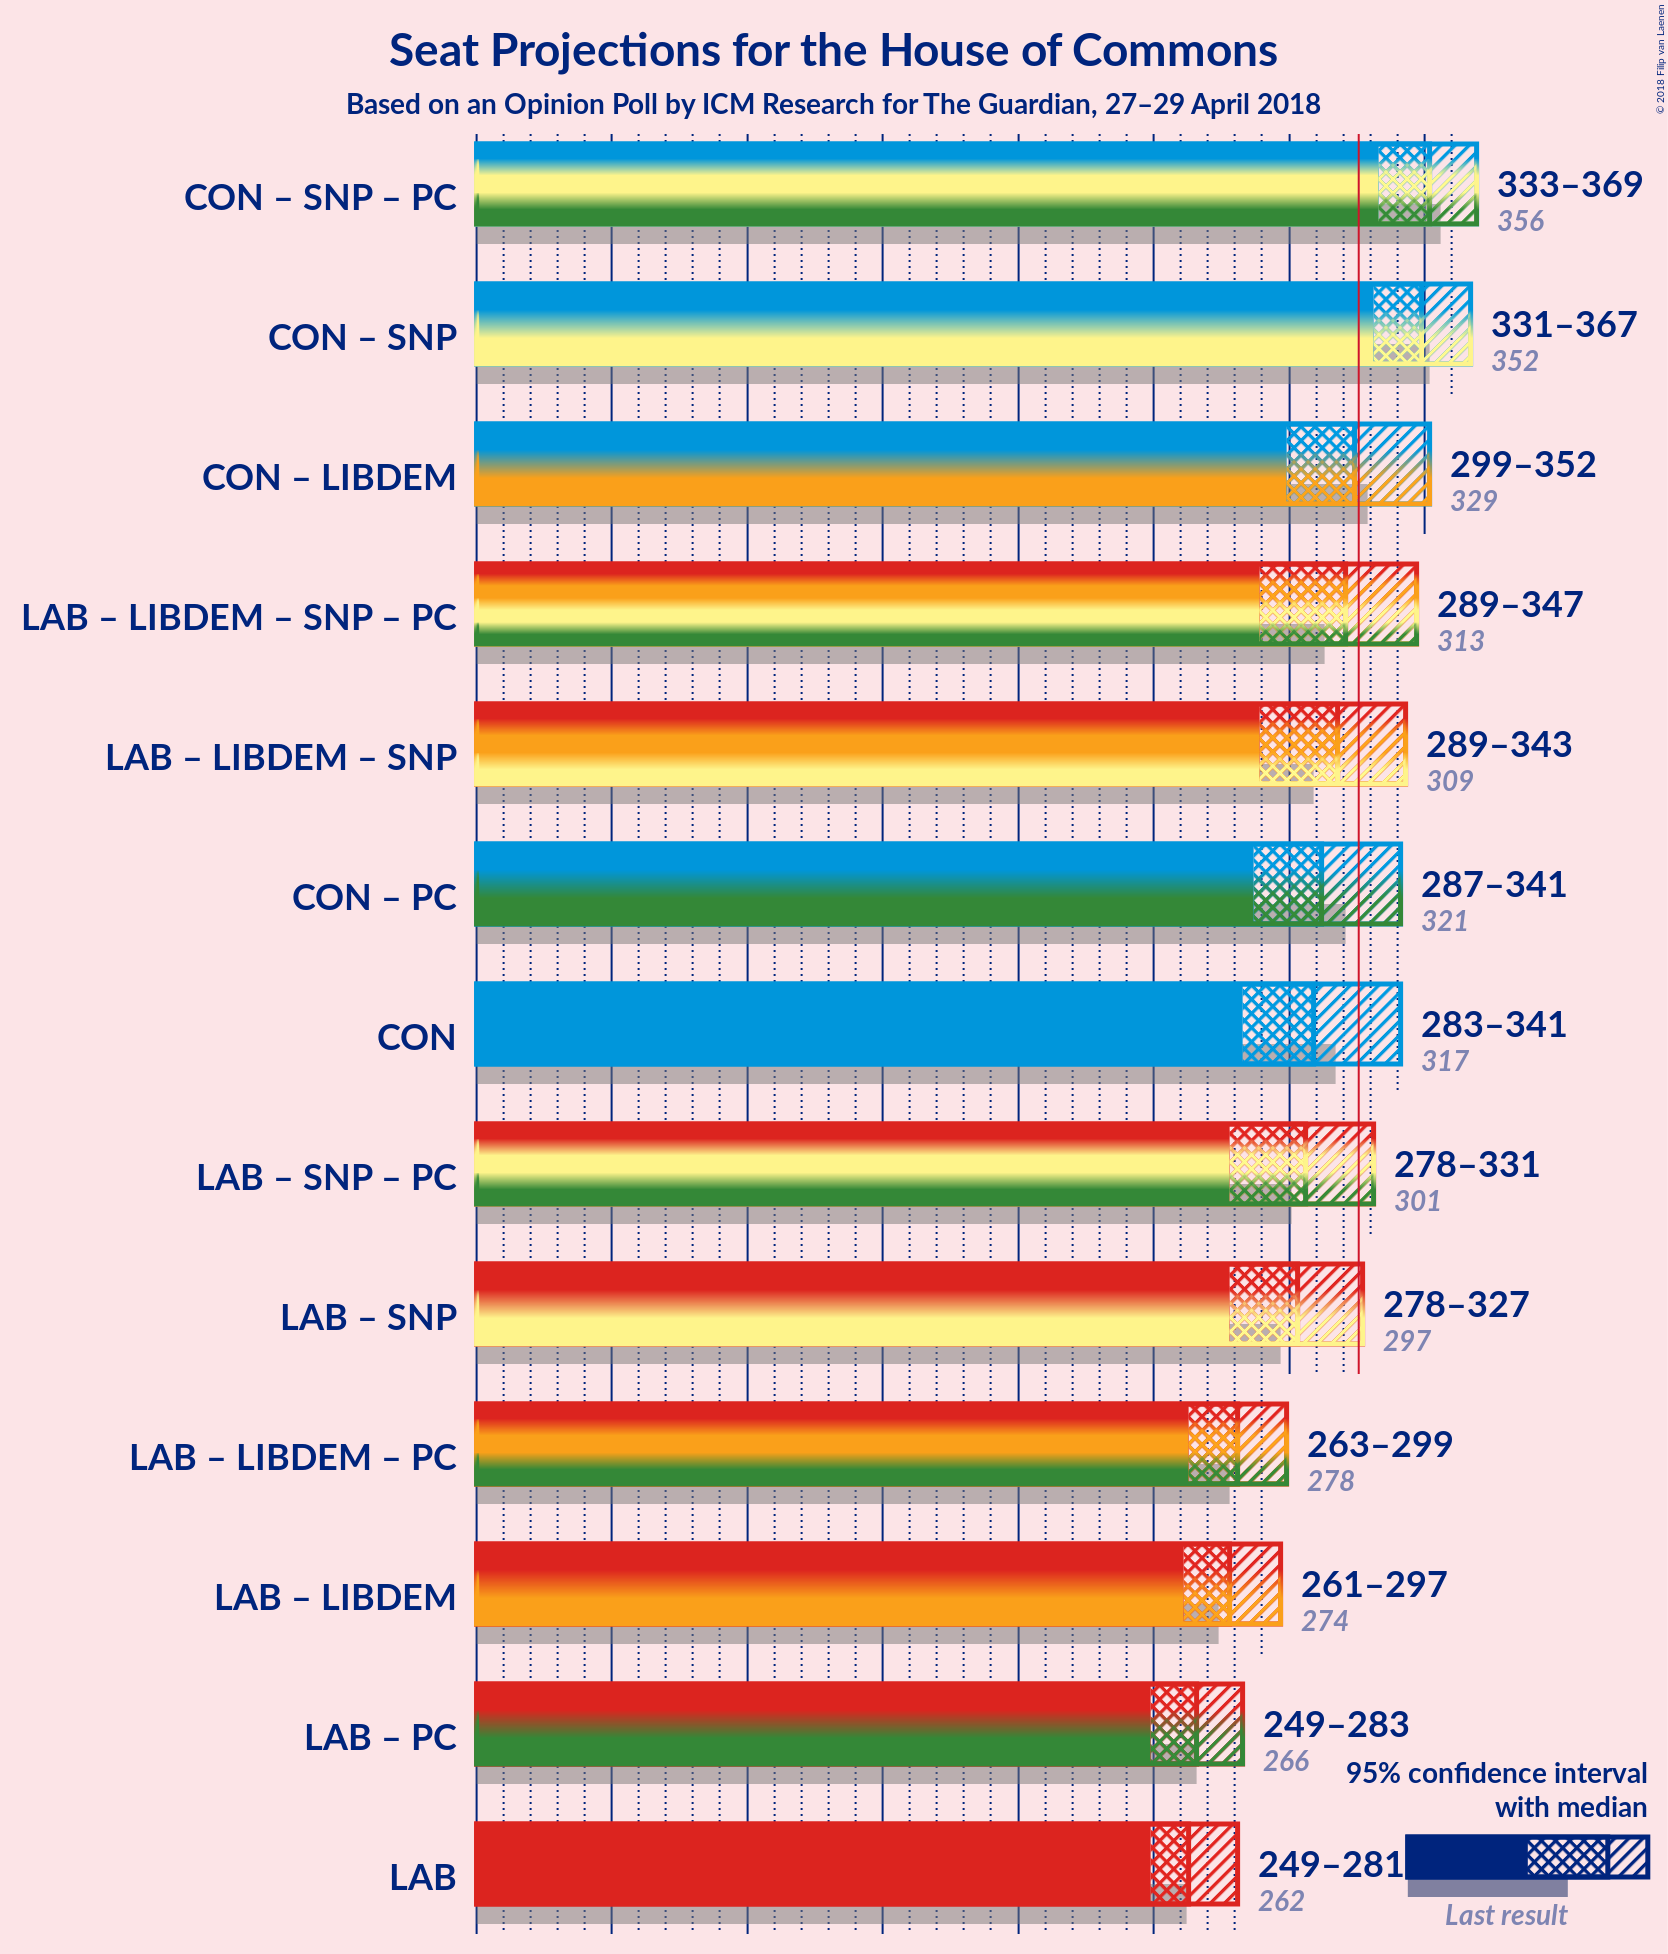 © 2018 Filip van Laenen
Seat Projections for the House of Commons
Based on an Opinion Poll by ICM Research for The Guardian, 27–29 April 2018
CON – SNP – PC
333–369
356
CON – SNP
331–367
352
CON – LIBDEM
299–352
329
LAB – LIBDEM – SNP – PC
289–347
313
LAB – LIBDEM – SNP
289–343
309
CON – PC
287–341
321
CON
283–341
317
LAB – SNP – PC
278–331
301
LAB – SNP
278–327
297
LAB – LIBDEM – PC
263–299
278
LAB – LIBDEM
261–297
274
LAB – PC
249–283
266
LAB
249–281
262
95% confidence interval
with median
Last result